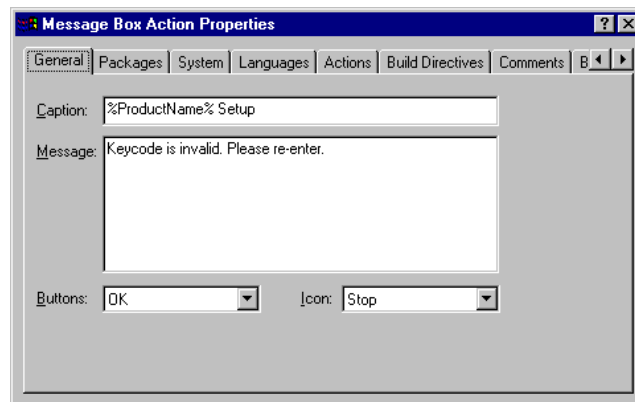 Message Box Action Properties
General Packages System Languages Actions Build Directives Comments B
Caption: %ProductName% Setup
Message: Keycode is invalid. Please re-enter.
Buttons: OK Icon: Stop